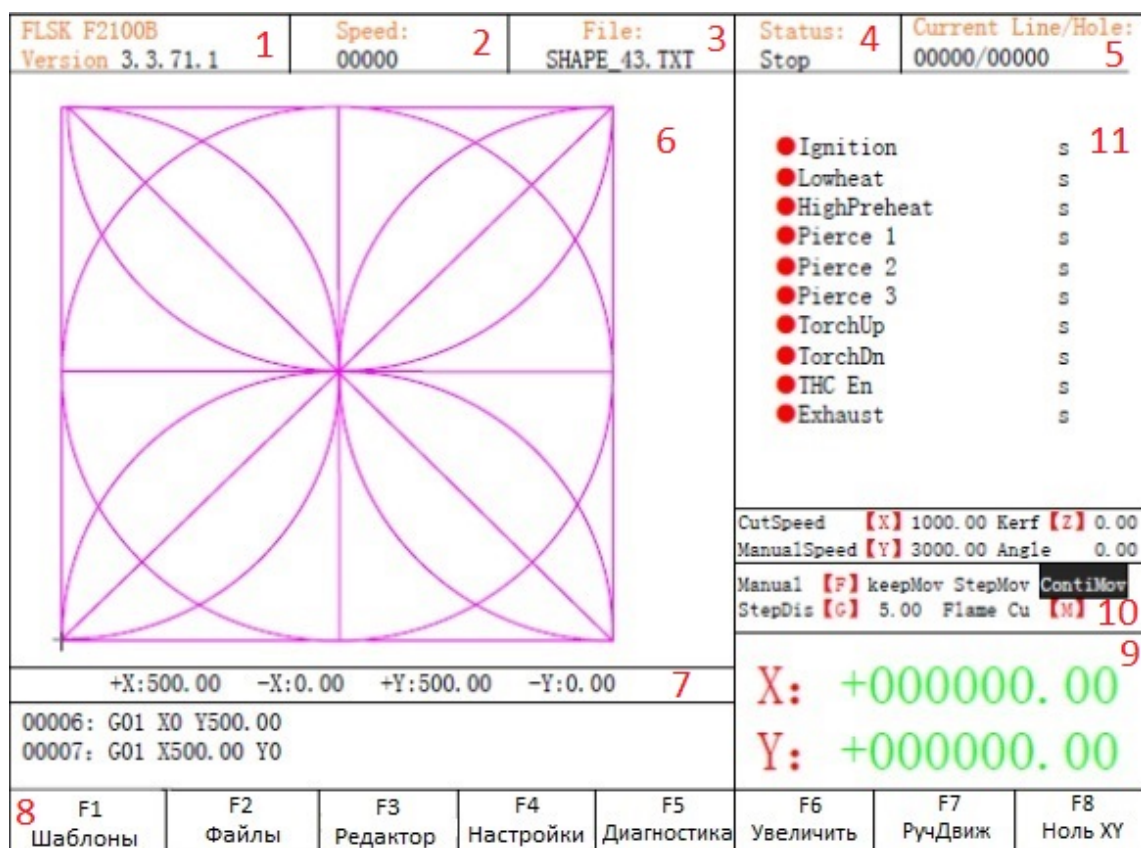 FLSK F2100B
Version 3.3.71.1
1
Speed:
00000
2
File:
SHAPE_43.TXT
3
Status:
Stop
4
Current Line/Hole:
00000/00000
5
6
11
Ignition s
Lowheat s
HighPreheat s
Pierce 1 s
Pierce 2 s
Pierce 3 s
TorchUp s
TorchDn s
THC En s
Exhaust s
CutSpeed 【X】 1000.00 Kerf 【Z】 0.00
ManualSpeed 【Y】 3000.00 Angle 0.00
Manual 【F】 keepMov StepMov ContiMov
StepDis 【G】 5.00 Flame Cu 【M】
10
9
X: +000000.00
Y: +000000.00
+X:500.00 -X:0.00 +Y:500.00 -Y:0.00
7
00006: G01 X0 Y500.00
00007: G01 X500.00 Y0
8
F1
Шаблоны
F2
Файлы
F3
Редактор
F4
Настройки
F5
Диагностика
F6
Увеличить
F7
РучДвиж
F8
Ноль XY